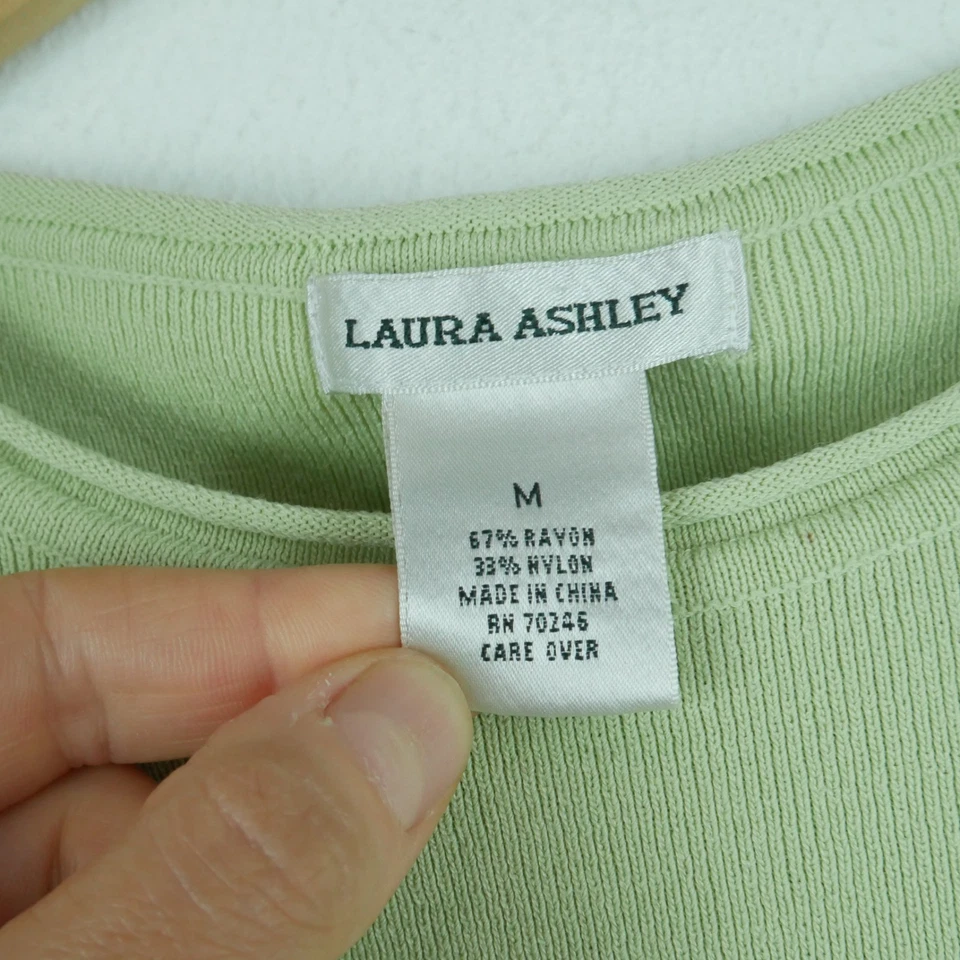 LAURA ASHLEY
M
67% RAYON
33% NYLON
MADE IN CHINA
RN 70246
CARE OVER